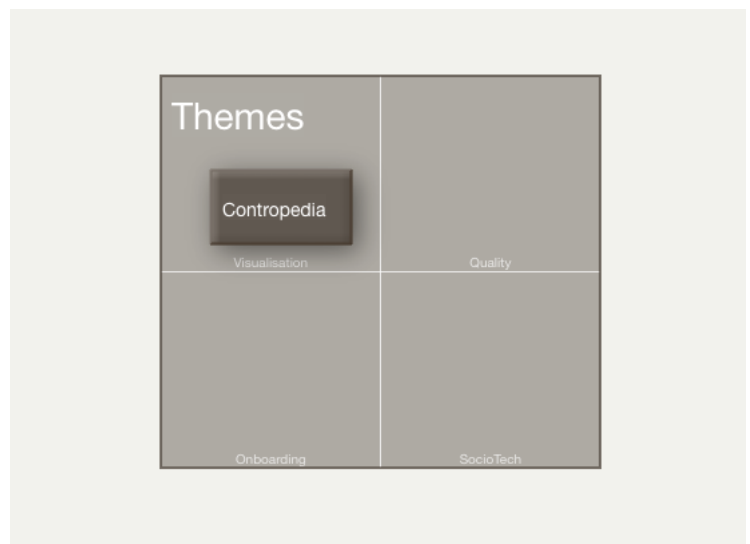 Themes
Contropedia
Visualisation
Quality
Onboarding
SocioTech